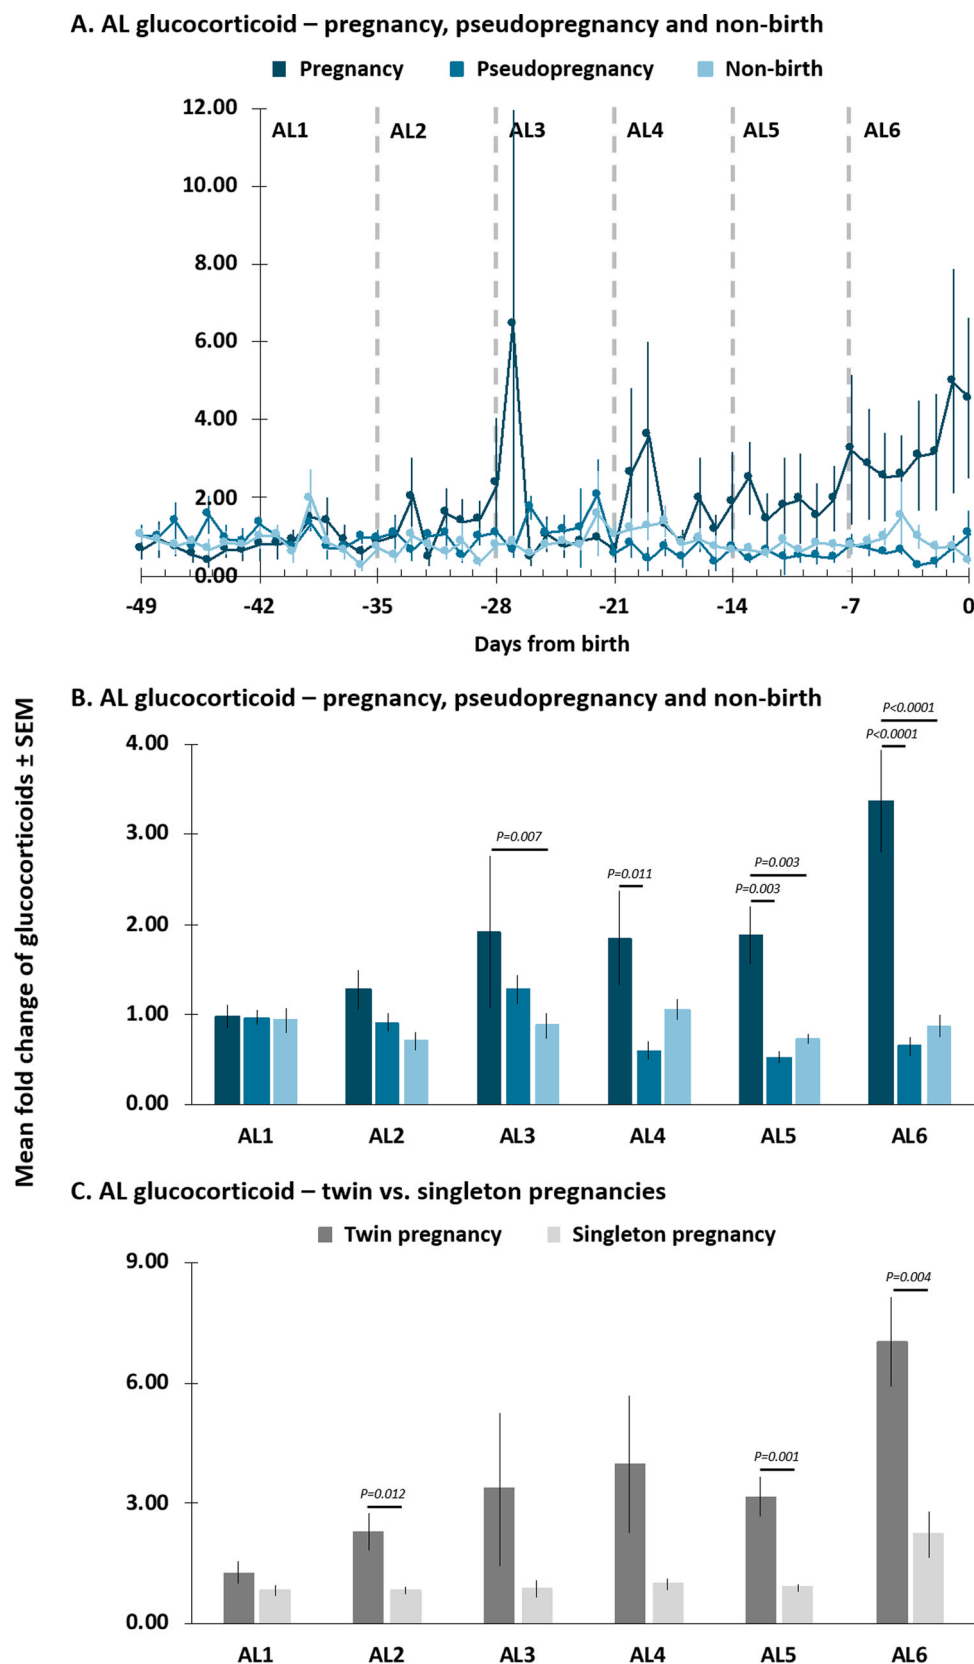 A. AL glucocorticoid – pregnancy, pseudopregnancy and non-birth
Pregnancy Pseudopregnancy Non-birth
12.00
AL1 AL2 AL3 AL4 AL5 AL6
10.00
8.00
6.00
4.00
2.00
0.00
-49 -42 -35 -28 -21 -14 -7 0
Days from birth
Mean fold change of glucocorticoids ± SEM
B. AL glucocorticoid – pregnancy, pseudopregnancy and non-birth
P<0.0001
P<0.0001
4.00
P=0.007
3.00
P=0.003
P=0.011
P=0.003
2.00
1.00
0.00
AL1 AL2 AL3 AL4 AL5 AL6
C. AL glucocorticoid – twin vs. singleton pregnancies
Twin pregnancy Singleton pregnancy
9.00
P=0.004
6.00
P=0.001
P=0.012
3.00
0.00
AL1 AL2 AL3 AL4 AL5 AL6